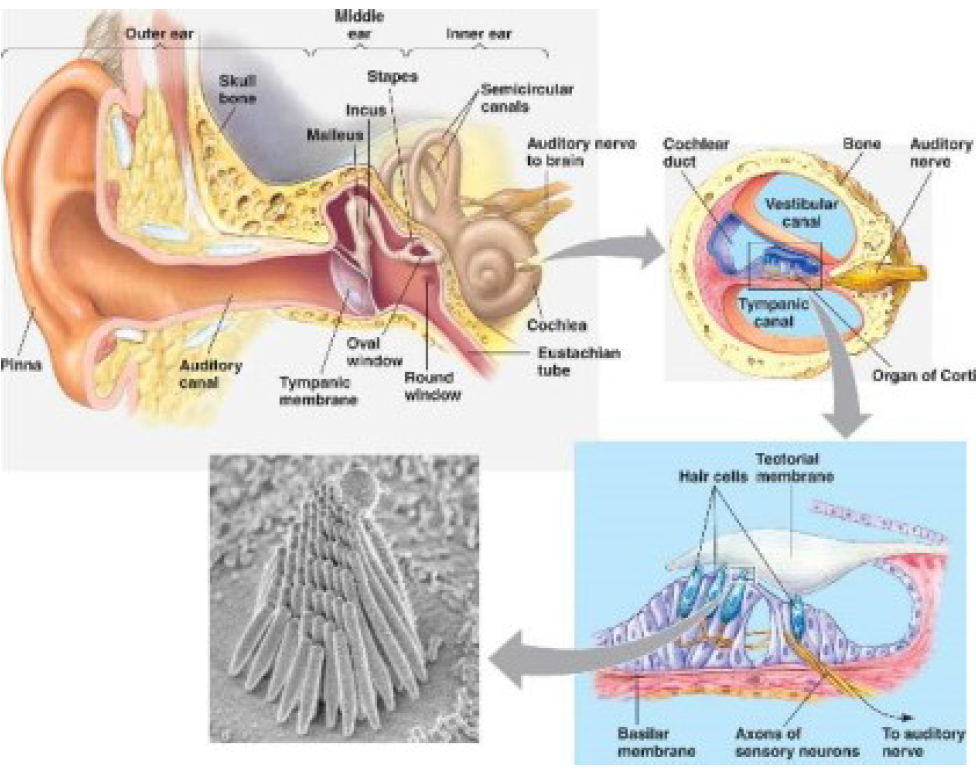 Outer ear
Middle
ear
Inner ear
Skull
bone
Stapes
Incus
Malleus
Semicircular
canals
Auditory nerve
to brain
Pinna
Auditory
canal
Tympanic
membrane
Oval
window
Round
window
Cochlea
Eustachian
tube
Cochlear
duct
Bone
Auditory
nerve
Vestibular
canal
Tympanic
canal
Organ of Corti
Hair cells
Tectorial
membrane
Basilar
membrane
Axons of
sensory neurons
To auditory
nerve